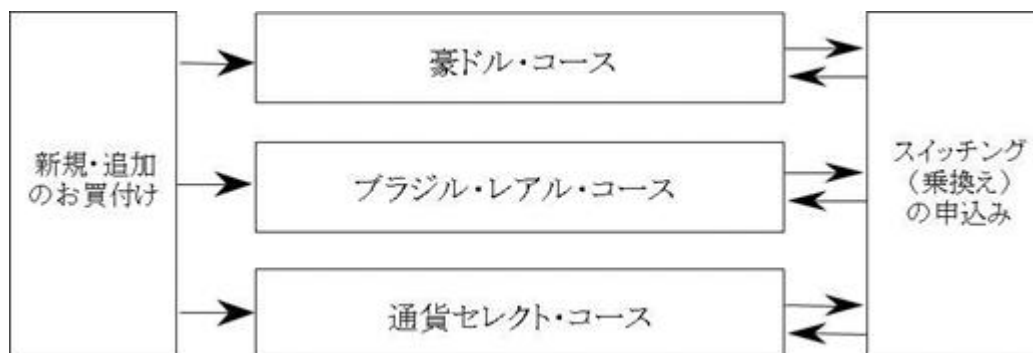 新規・追加
のお買付け
豪ドル・コース
ブラジル・レアル・コース
通貨セレクト・コース
スイッチング
（乗換え）
の申込み